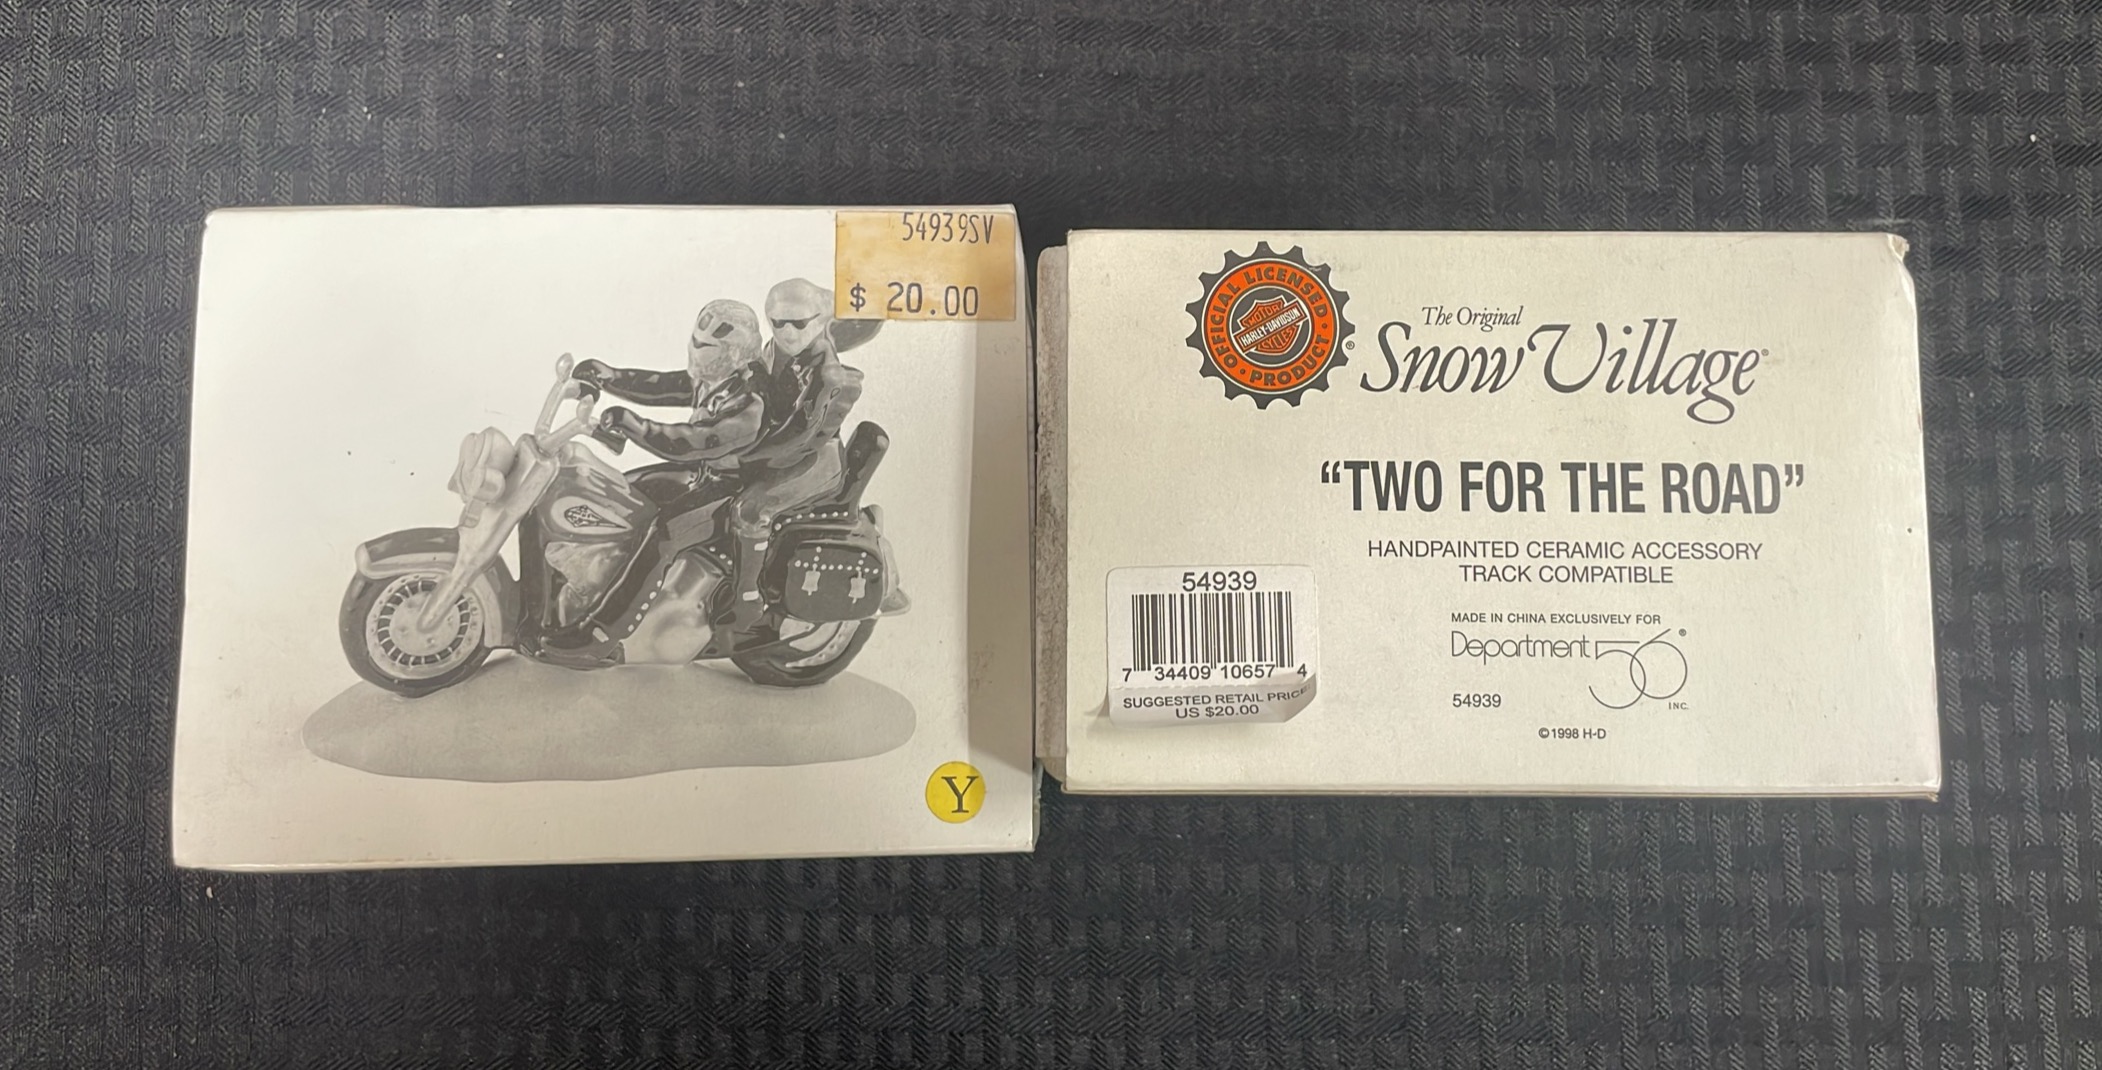 54939SV
$ 20.00
Y
OFFICIAL LICENSED PRODUCT
MOTOR
HARLEY-DAVIDSON
CYCLES
®
The Original
Snow Village®
“TWO FOR THE ROAD”
HANDPAINTED CERAMIC ACCESSORY
TRACK COMPATIBLE
MADE IN CHINA EXCLUSIVELY FOR
Department 56®
INC.
54939
©1998 H-D
54939
7 34409 10657 4
SUGGESTED RETAIL PRICE
US $20.00